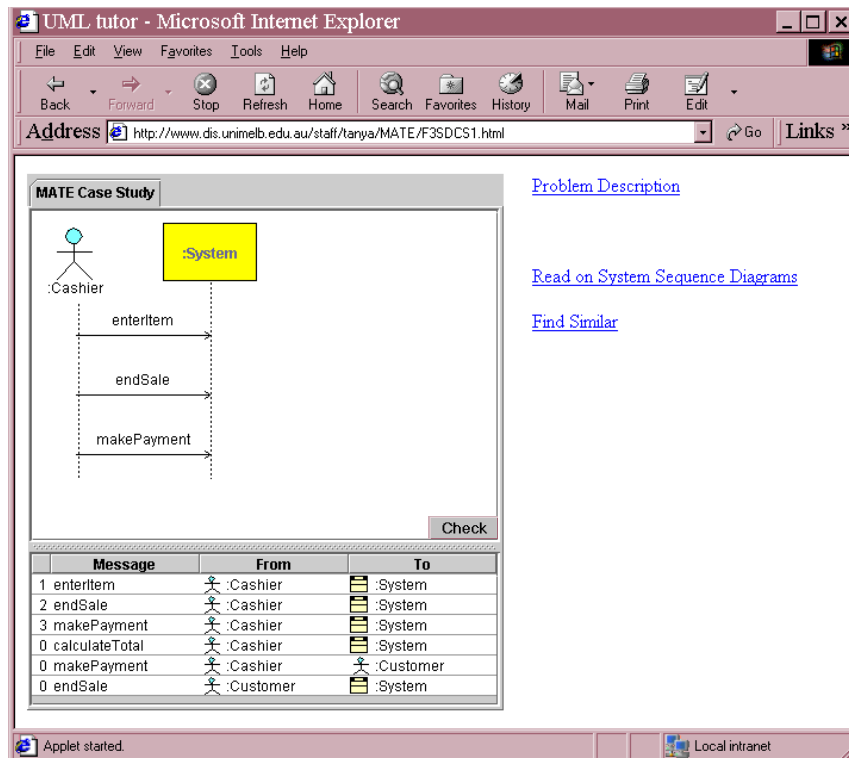 UML tutor - Microsoft Internet Explorer
File Edit View Favorites Tools Help
Back Forward Stop Refresh Home Search Favorites History Mail Print Edit
Address http://www.dis.unimelb.edu.au/staff/tanya/MATE/F3SDCS1.html Go Links »
MATE Case Study
:System
:Cashier
enterItem
endSale
makePayment
Check
Message From To
1 enterItem :Cashier :System
2 endSale :Cashier :System
3 makePayment :Cashier :System
0 calculateTotal :Cashier :System
0 makePayment :Cashier :Customer
0 endSale :Customer :System
Problem Description
Read on System Sequence Diagrams
Find Similar
Applet started. Local intranet